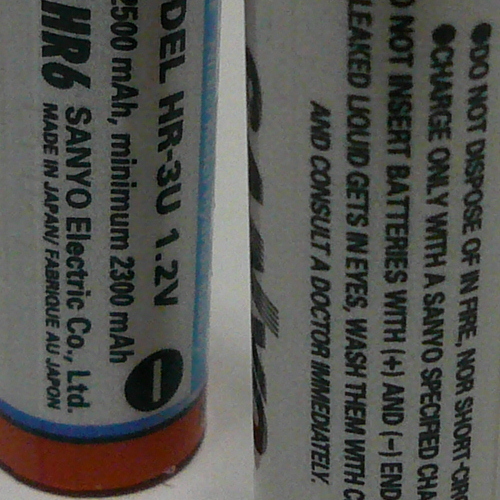 DEL HR-3U 1.2V
2500 mAh, minimum 2300 mAh
HR6 SANYO Electric Co., Ltd.
MADE IN JAPAN/ FABRIQUE AU JAPON
●DO NOT DISPOSE OF IN FIRE, NOR SHORT-CIR
●CHARGE ONLY WITH A SANYO SPECIFIED CH
NOT INSERT BATTERIES WITH (+) AND (−) END
LEAKED LIQUID GETS IN EYES, WASH THEM WITH C
AND CONSULT A DOCTOR IMMEDIATELY.